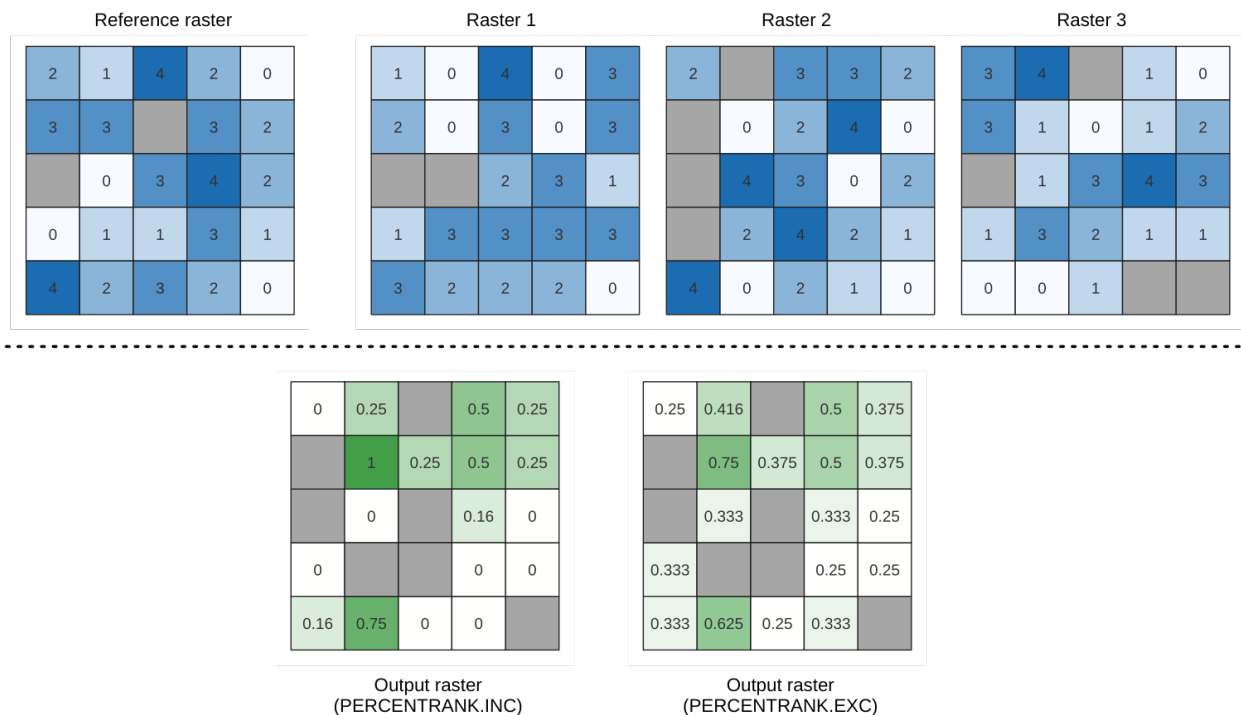 Reference raster Raster 1 Raster 2 Raster 3
2 1 4 2 0 1 0 4 0 3 2 3 3 2 3 4 1 0
3 3 3 2 2 0 3 0 3 0 2 4 0 3 1 0 1 2
0 3 4 2 2 3 1 4 3 0 2 1 3 4 3
0 1 1 3 1 1 3 3 3 3 2 4 2 1 1 3 2 1 1
4 2 3 2 0 3 2 2 2 0 4 0 2 1 0 0 0 1
0 0.25 0.5 0.25 0.25 0.416 0.5 0.375
1 0.25 0.5 0.25 0.75 0.375 0.5 0.375
0 0.16 0 0.333 0.333 0.25
0 0 0 0.333 0.25 0.25
0.16 0.75 0 0 0.333 0.625 0.25 0.333
Output raster Output raster
(PERCENTRANK.INC) (PERCENTRANK.EXC)